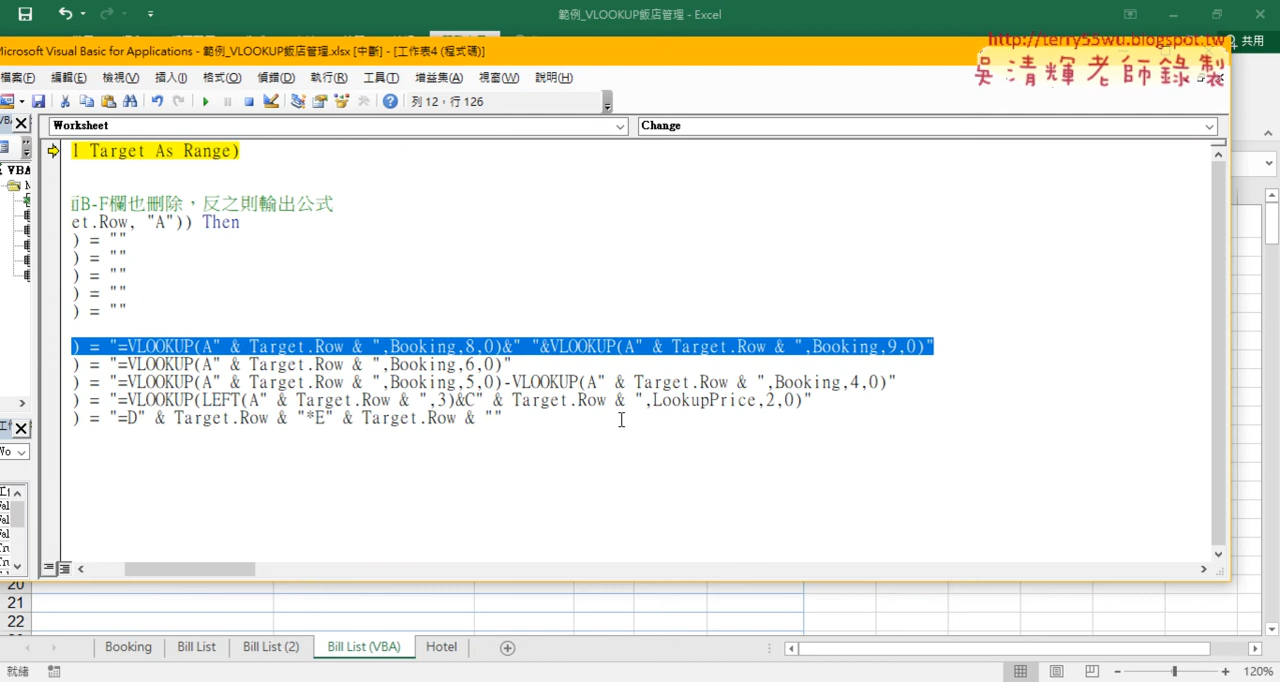 範例_VLOOKUP飯店管理 - Excel
http://terry55wu.blogspot.tw
共用
吳清輝老師錄製
Microsoft Visual Basic for Applications - 範例_VLOOKUP飯店管理.xlsx [中斷] - [工作表4 (程式碼)]
檔案(F) 編輯(E) 檢視(V) 插入(I) 格式(O) 偵錯(D) 執行(R) 工具(T) 增益集(A) 視窗(W) 說明(H)
列 12，行 126
Worksheet
Change
l Target As Range)
B-F欄也刪除，反之則輸出公式
et.Row, "A")) Then
) = ""
) = ""
) = ""
) = ""
) = ""
) = "=VLOOKUP(A" & Target.Row & ",Booking,8,0)&" "&VLOOKUP(A" & Target.Row & ",Booking,9,0)"
) = "=VLOOKUP(A" & Target.Row & ",Booking,6,0)"
) = "=VLOOKUP(A" & Target.Row & ",Booking,5,0)-VLOOKUP(A" & Target.Row & ",Booking,4,0)"
) = "=VLOOKUP(LEFT(A" & Target.Row & ",3)&C" & Target.Row & ",LookupPrice,2,0)"
) = "=D" & Target.Row & "*E" & Target.Row & ""
20
21
22
Booking
Bill List
Bill List (2)
Bill List (VBA)
Hotel
就緒
120%